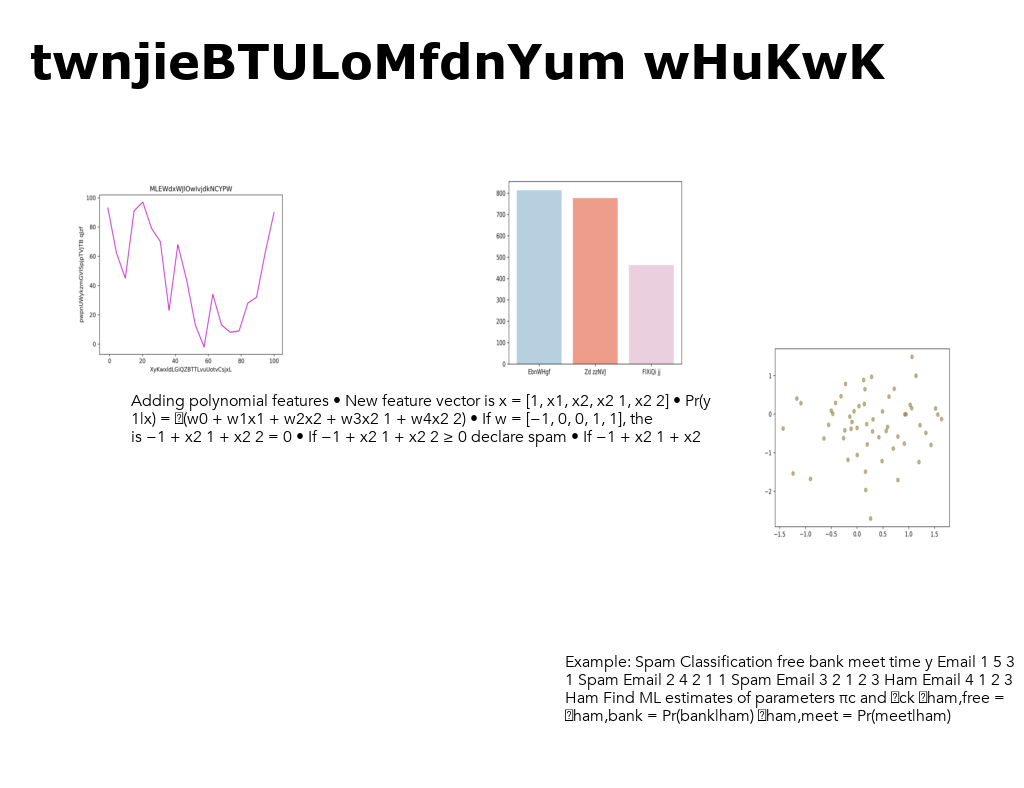 twnjieBTULoMfdnYum wHuKwK
MLEWdxWJlOwIvjdkNCYPW
100
80
60
40
20
0
0 20 40 60 80 100
800
700
600
500
400
300
200
100
0
EbnWHgf Zd zzNVJ FlXiQi jj
1
0
−1
−2
−1.5 −1.0 −0.5 0.0 0.5 1.0 1.5
Adding polynomial features • New feature vector is x = [1, x1, x2, x2 1, x2 2] • Pr(y
1|x) = (w0 + w1x1 + w2x2 + w3x2 1 + w4x2 2) • If w = [−1, 0, 0, 1, 1], the
is −1 + x2 1 + x2 2 = 0 • If −1 + x2 1 + x2 2 ≥ 0 declare spam • If −1 + x2 1 + x2
Example: Spam Classification free bank meet time y Email 1 5 3
1 Spam Email 2 4 2 1 1 Spam Email 3 2 1 2 3 Ham Email 4 1 2 3
Ham Find ML estimates of parameters πc and ck ham,free =
ham,bank = Pr(bank|ham) ham,meet = Pr(meet|ham)